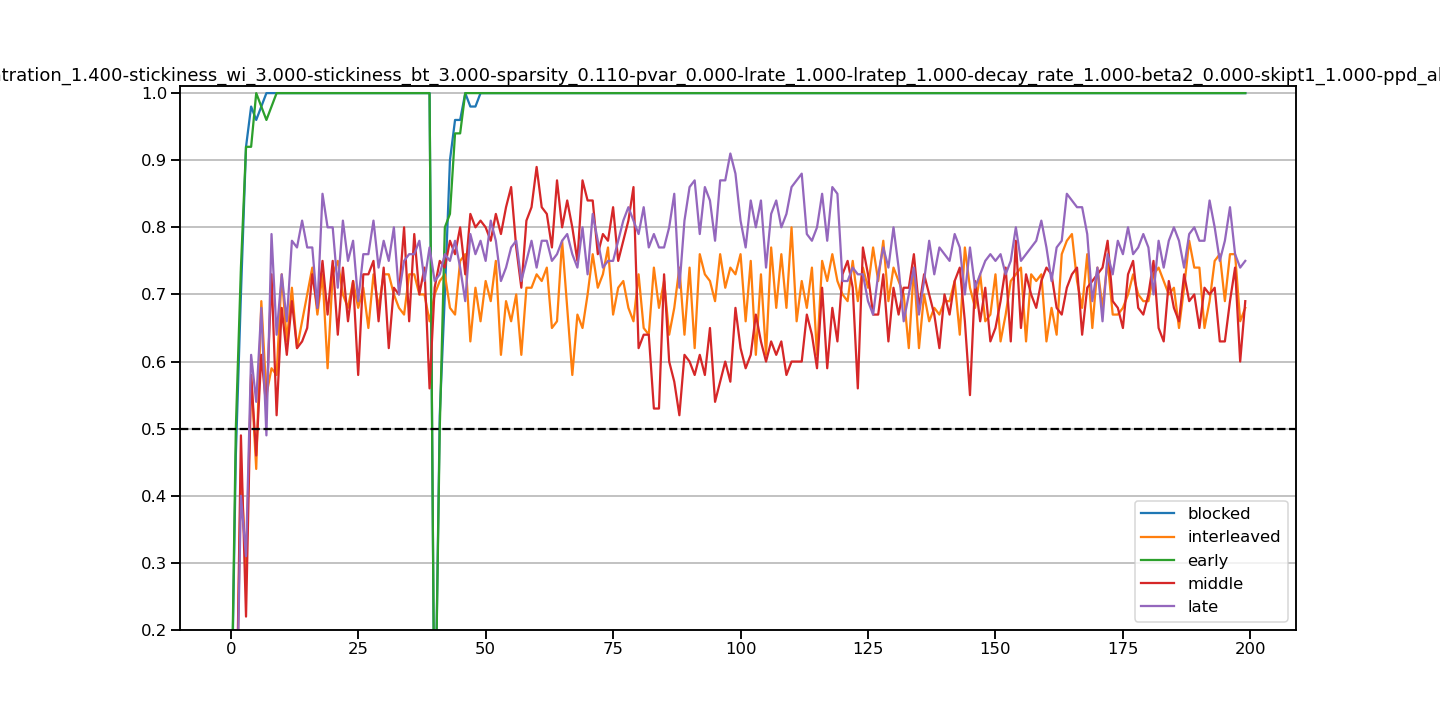 tration_1.400-stickiness_wi_3.000-stickiness_bt_3.000-sparsity_0.110-pvar_0.000-lrate_1.000-lratep_1.000-decay_rate_1.000-beta2_0.000-skipt1_1.000-ppd_al
1.0
0.9
0.8
0.7
0.6
0.5
0.4
0.3
0.2
blocked
interleaved
early
middle
late
0 25 50 75 100 125 150 175 200